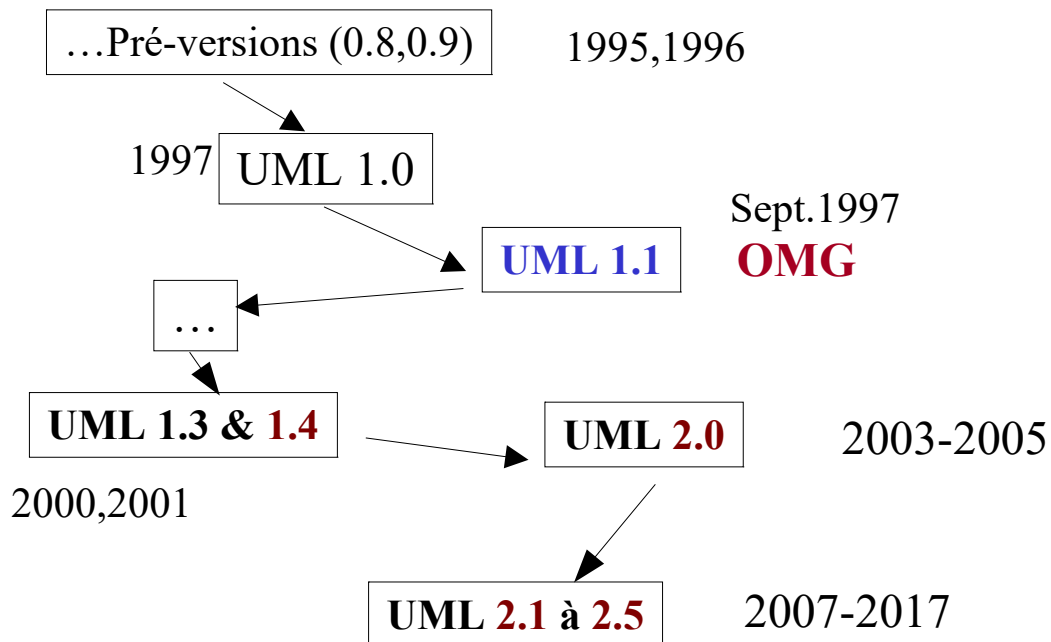 …Pré-versions (0.8,0.9)
1995,1996
1997
UML 1.0
Sept.1997
UML 1.1
OMG
…
UML 1.3 & 1.4
UML 2.0
2003-2005
2000,2001
UML 2.1 à 2.5
2007-2017